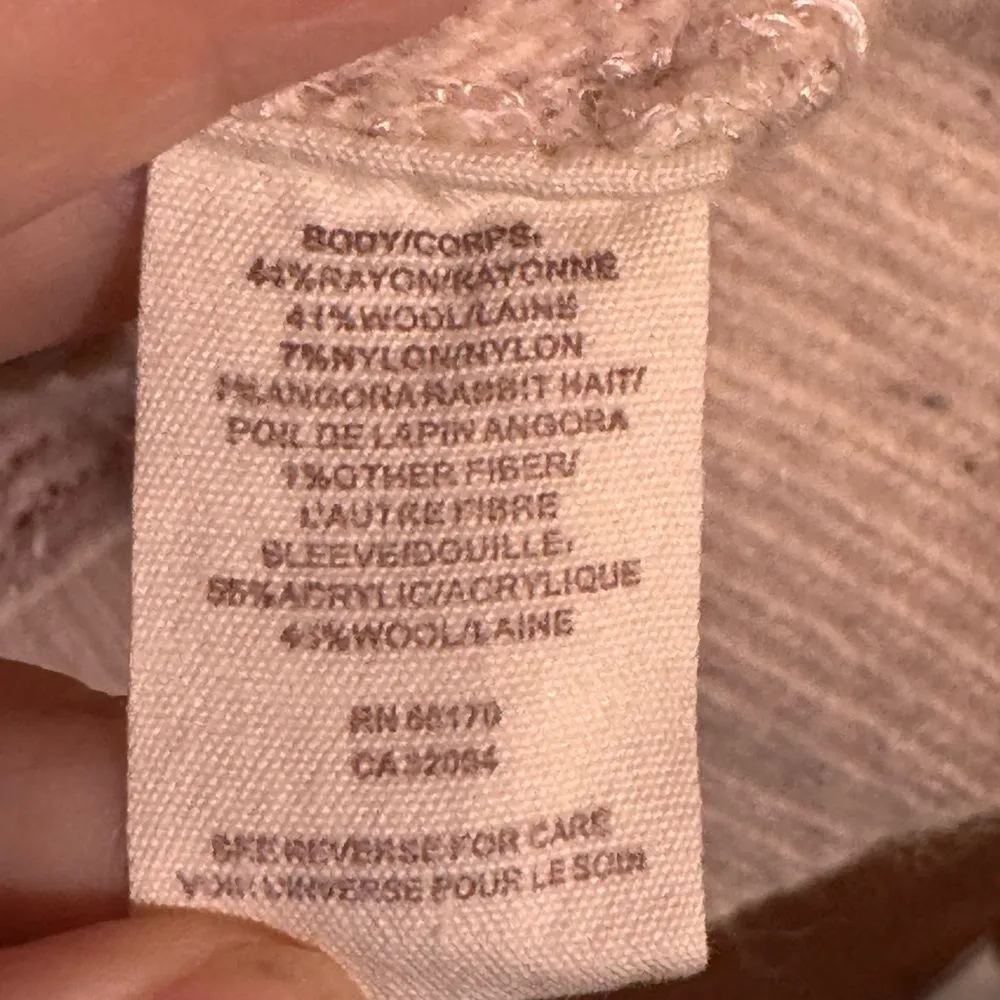 BODY/CORPS:
44%RAYON/RAYONNE
41%WOOL/LAINE
7%NYLON/NYLON
ANGORA RABBIT HAIT/
POIL DE LAPIN ANGORA
1%OTHER FIBER/
L'AUTRE FIBRE
SLEEVE/DOUILLE:
ACRYLIC/ACRYLIQUE
WOOL/LAINE
RN
CA
SEE REVERSE FOR CARE
VOIR L'INVERSE POUR LE SOIN